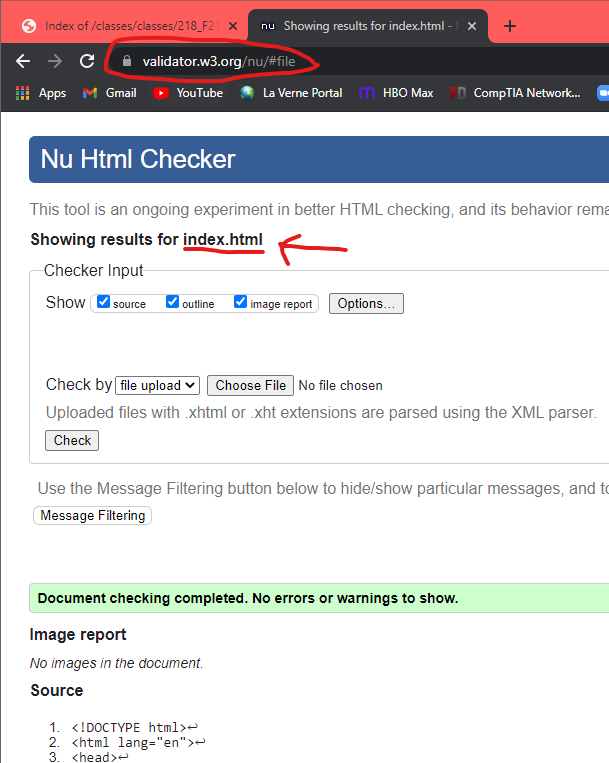 Index of /classes/classes/218_F21
Showing results for index.html -
validator.w3.org/nu/#file
Apps Gmail YouTube La Verne Portal HBO Max CompTIA Network...
Nu Html Checker
This tool is an ongoing experiment in better HTML checking, and its behavior rema
Showing results for index.html
Checker Input
Show source outline image report Options...
Check by file upload Choose File No file chosen
Uploaded files with .xhtml or .xht extensions are parsed using the XML parser.
Check
Use the Message Filtering button below to hide/show particular messages, and to
Message Filtering
Document checking completed. No errors or warnings to show.
Image report
No images in the document.
Source
1. <!DOCTYPE html>↩
2. <html lang="en">↩
3. <head>↩